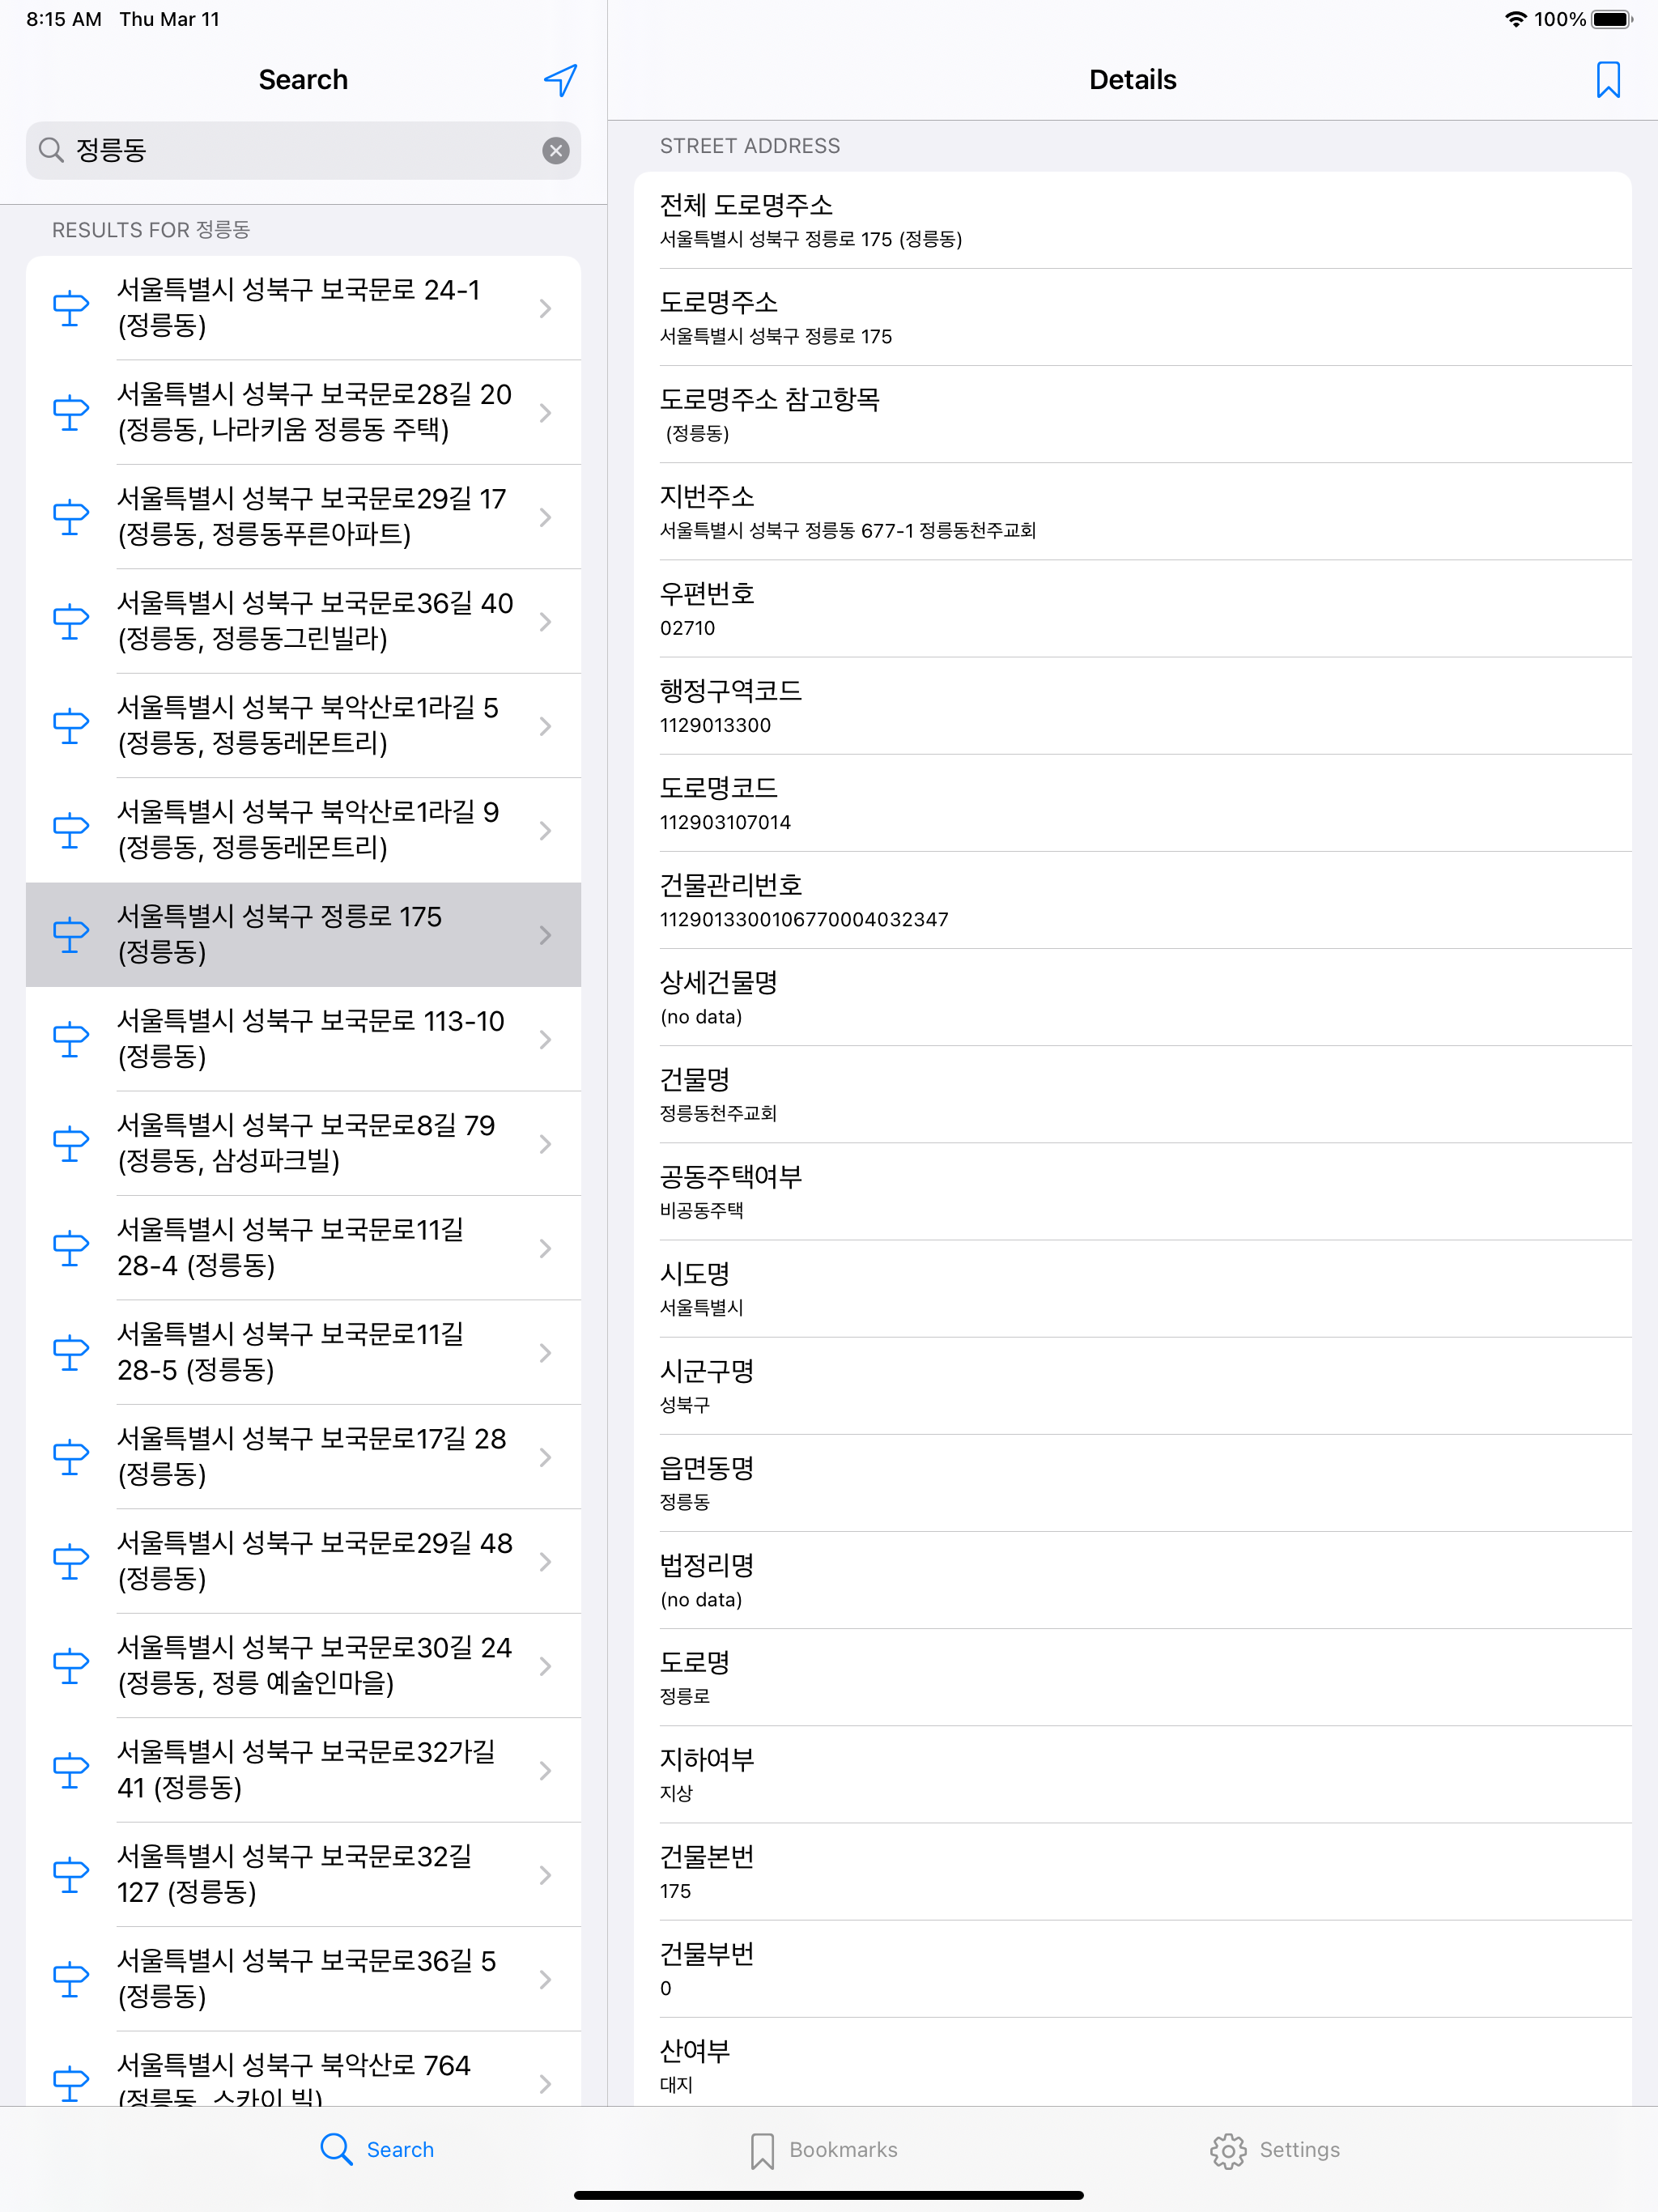 8:15 AM Thu Mar 11
100%
Search
정릉동
RESULTS FOR 정릉동
서울특별시 성북구 보국문로 24-1
(정릉동)
서울특별시 성북구 보국문로28길 20
(정릉동, 나라키움 정릉동 주택)
서울특별시 성북구 보국문로29길 17
(정릉동, 정릉동푸른아파트)
서울특별시 성북구 보국문로36길 40
(정릉동, 정릉동그린빌라)
서울특별시 성북구 북악산로1라길 5
(정릉동, 정릉동레몬트리)
서울특별시 성북구 북악산로1라길 9
(정릉동, 정릉동레몬트리)
서울특별시 성북구 정릉로 175
(정릉동)
서울특별시 성북구 보국문로 113-10
(정릉동)
서울특별시 성북구 보국문로8길 79
(정릉동, 삼성파크빌)
서울특별시 성북구 보국문로11길
28-4 (정릉동)
서울특별시 성북구 보국문로11길
28-5 (정릉동)
서울특별시 성북구 보국문로17길 28
(정릉동)
서울특별시 성북구 보국문로29길 48
(정릉동)
서울특별시 성북구 보국문로30길 24
(정릉동, 정릉 예술인마을)
서울특별시 성북구 보국문로32가길
41 (정릉동)
서울특별시 성북구 보국문로32길
127 (정릉동)
서울특별시 성북구 보국문로36길 5
(정릉동)
서울특별시 성북구 북악산로 764
(정릉동, 스카이 빌)
Details
STREET ADDRESS
전체 도로명주소
서울특별시 성북구 정릉로 175 (정릉동)
도로명주소
서울특별시 성북구 정릉로 175
도로명주소 참고항목
(정릉동)
지번주소
서울특별시 성북구 정릉동 677-1 정릉동천주교회
우편번호
02710
행정구역코드
1129013300
도로명코드
112903107014
건물관리번호
1129013300106770004032347
상세건물명
(no data)
건물명
정릉동천주교회
공동주택여부
비공동주택
시도명
서울특별시
시군구명
성북구
읍면동명
정릉동
법정리명
(no data)
도로명
정릉로
지하여부
지상
건물본번
175
건물부번
0
산여부
대지
Search
Bookmarks
Settings